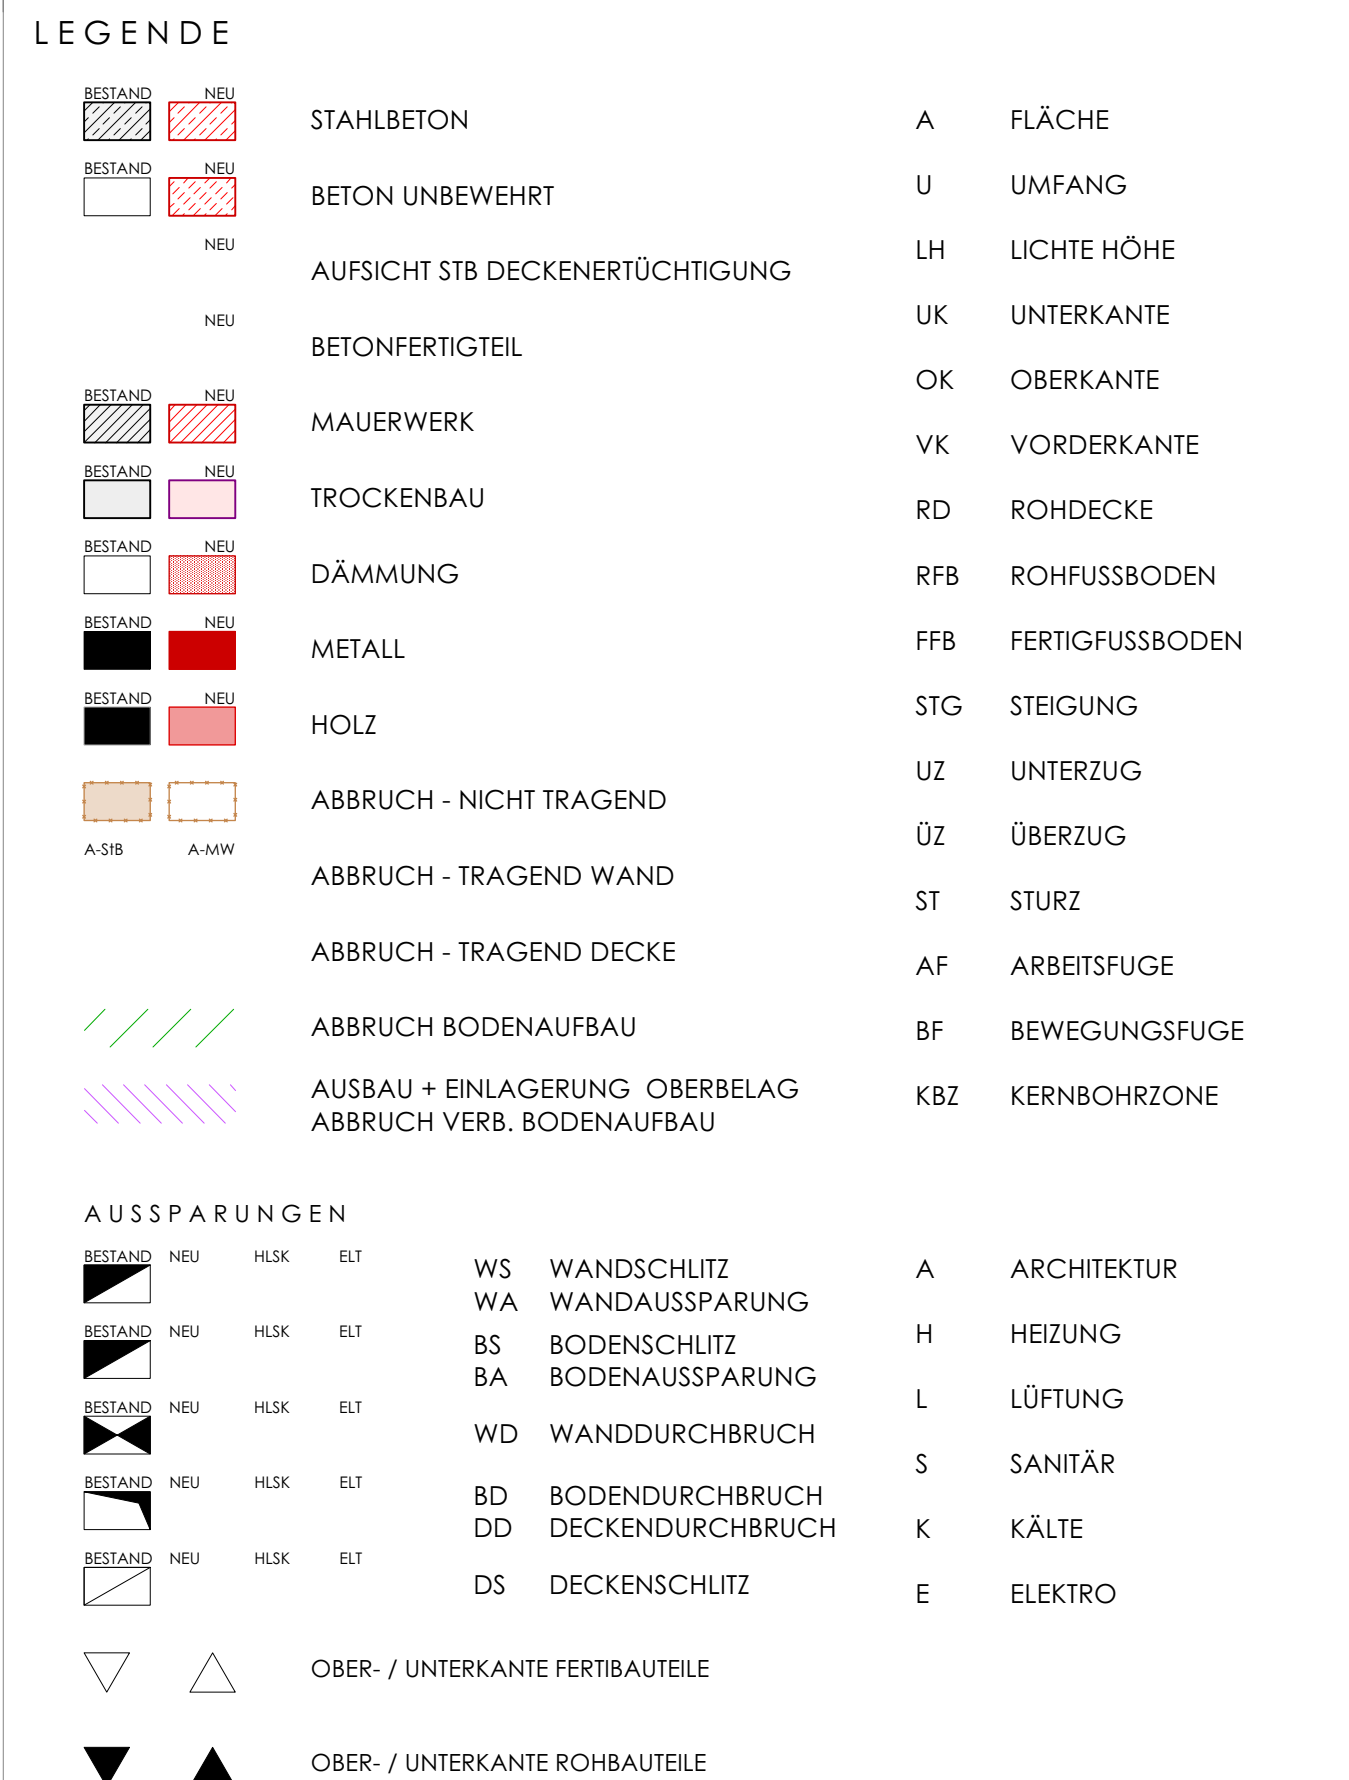 LEGENDE
BESTAND NEU STAHLBETON
BESTAND NEU BETON UNBEWEHRT
NEU AUFSICHT STB DECKENERTÜCHTIGUNG
NEU BETONFERTIGTEIL
BESTAND NEU MAUERWERK
BESTAND NEU TROCKENBAU
BESTAND NEU DÄMMUNG
BESTAND NEU METALL
BESTAND NEU HOLZ
ABBRUCH - NICHT TRAGEND
A-StB A-MW
ABBRUCH - TRAGEND WAND
ABBRUCH - TRAGEND DECKE
ABBRUCH BODENAUFBAU
AUSBAU + EINLAGERUNG OBERBELAG
ABBRUCH VERB. BODENAUFBAU
A FLÄCHE
U UMFANG
LH LICHTE HÖHE
UK UNTERKANTE
OK OBERKANTE
VK VORDERKANTE
RD ROHDECKE
RFB ROHFUSSBODEN
FFB FERTIGFUSSBODEN
STG STEIGUNG
UZ UNTERZUG
ÜZ ÜBERZUG
ST STURZ
AF ARBEITSFUGE
BF BEWEGUNGSFUGE
KBZ KERNBOHRZONE
AUSSPARUNGEN
BESTAND NEU HLSK ELT
WS WANDSCHLITZ
WA WANDAUSSPARUNG
BESTAND NEU HLSK ELT
BS BODENSCHLITZ
BA BODENAUSSPARUNG
BESTAND NEU HLSK ELT
WD WANDDURCHBRUCH
BESTAND NEU HLSK ELT
BD BODENDURCHBRUCH
DD DECKENDURCHBRUCH
BESTAND NEU HLSK ELT
DS DECKENSCHLITZ
A ARCHITEKTUR
H HEIZUNG
L LÜFTUNG
S SANITÄR
K KÄLTE
E ELEKTRO
OBER- / UNTERKANTE FERTIBAUTEILE
OBER- / UNTERKANTE ROHBAUTEILE